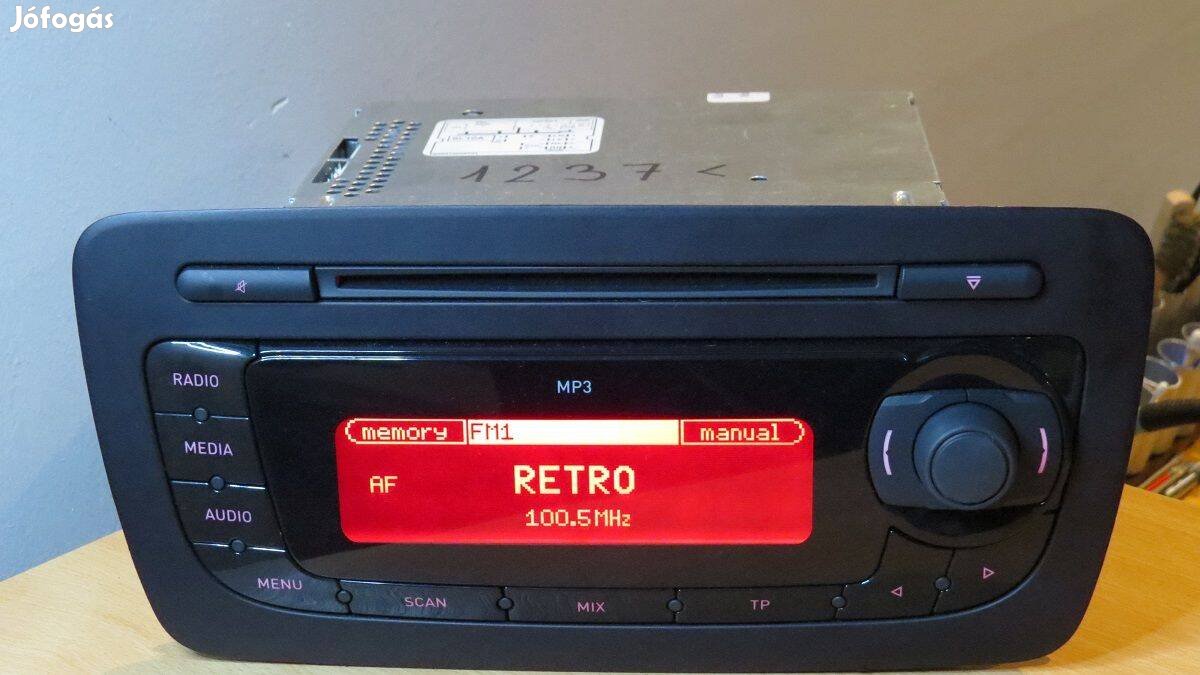 Jófogás
1237<
MP3
RADIO
memory FM1 manual
MEDIA
AF RETRO
100.5MHz
AUDIO
MENU SCAN MIX TP